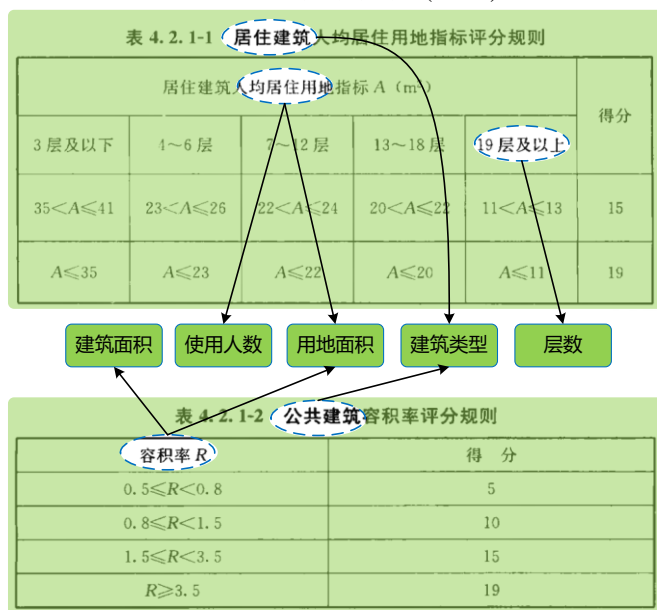 表 4.2.1-1 居住建筑人均居住用地指标评分规则
居住建筑人均居住用地指标 A（m²）
得分
3 层及以下 4～6 层 7～12 层 13～18 层 19 层及以上
35<A≤41 23<A≤26 22<A≤24 20<A≤22 11<A≤13 15
A≤35 A≤23 A≤22 A≤20 A≤11 19
建筑面积 使用人数 用地面积 建筑类型 层数
表 4.2.1-2 公共建筑容积率评分规则
容积率 R 得 分
0.5≤R<0.8 5
0.8≤R<1.5 10
1.5≤R<3.5 15
R≥3.5 19